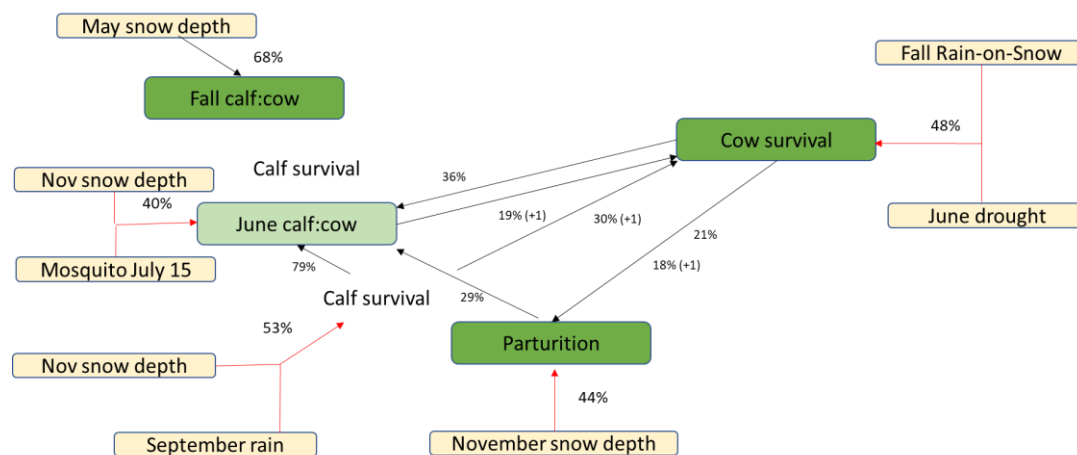 May snow depth
68%
Fall calf:cow
Fall Rain-on-Snow
48%
Cow survival
June drought
Calf survival
Nov snow depth
40%
June calf:cow
Mosquito July 15
36%
19% (+1)
30% (+1)
21%
18% (+1)
79%
Calf survival
29%
53%
Nov snow depth
September rain
Parturition
44%
November snow depth